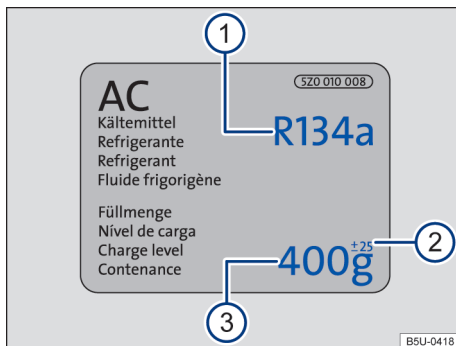 1
5Z0 010 008
AC
R134a
Kältemittel
Refrigerante
Refrigerant
Fluide frigorigène
Füllmenge
Nível de carga
Charge level
Contenance
400g ±25
2
3
B5U-0418